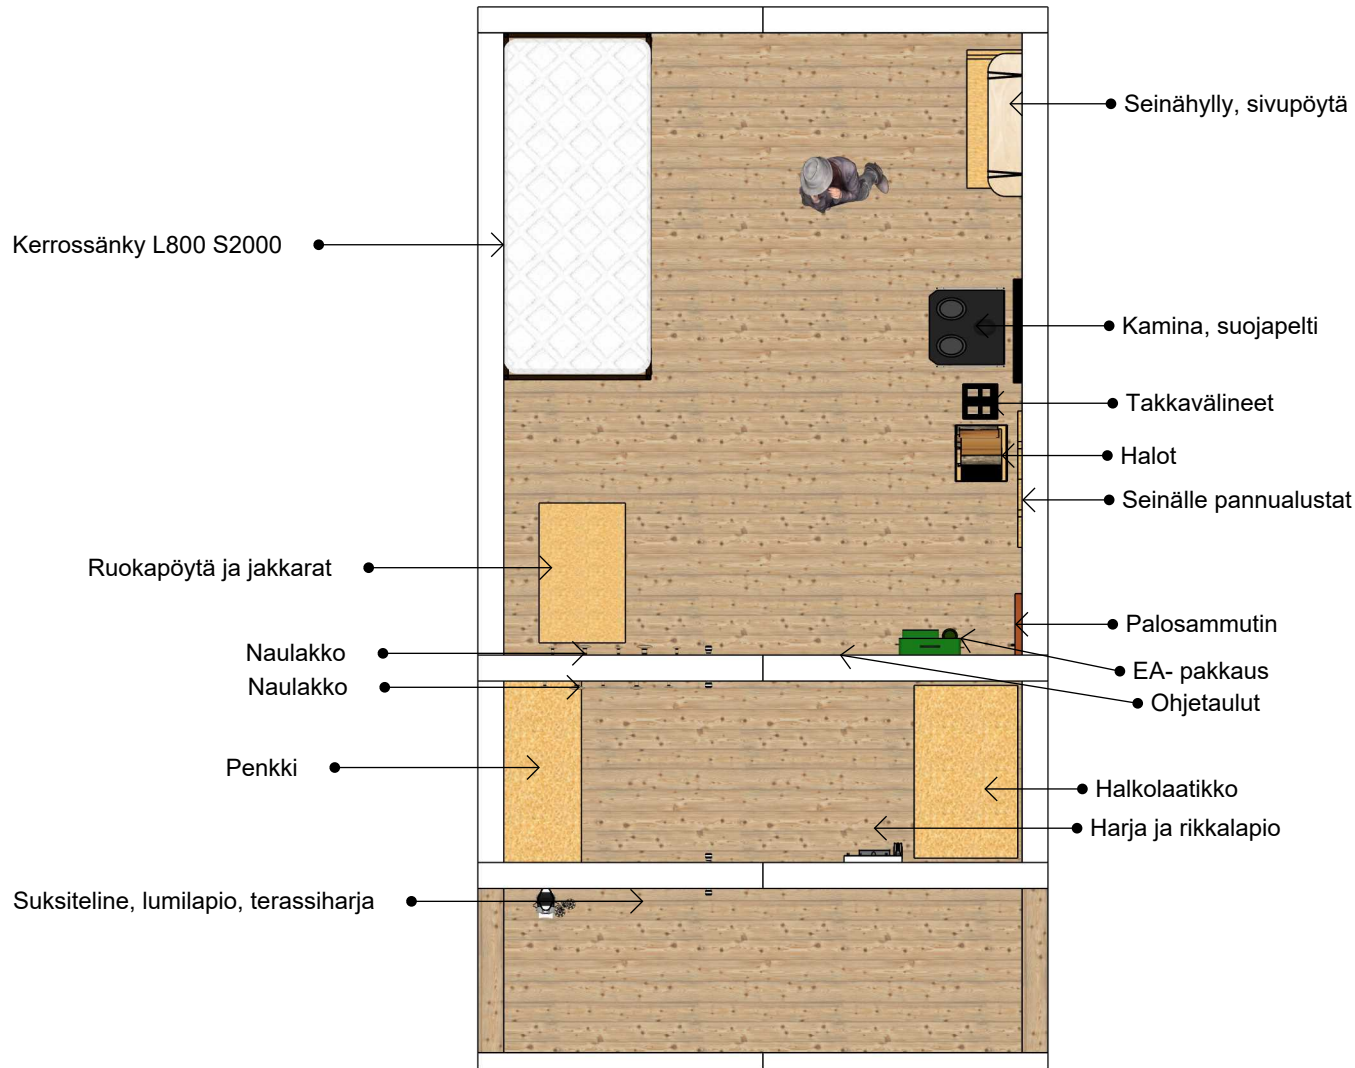 Seinähylly, sivupöytä
Kerrossänky L800 S2000
Kamina, suojapelti
Takkavälineet
Halot
Seinälle pannualustat
Ruokapöytä ja jakkarat
Palosammutin
Naulakko
EA- pakkaus
Naulakko
Ohjetaulut
Penkki
Halkolaatikko
Harja ja rikkalapio
Suksiteline, lumilapio, terassiharja